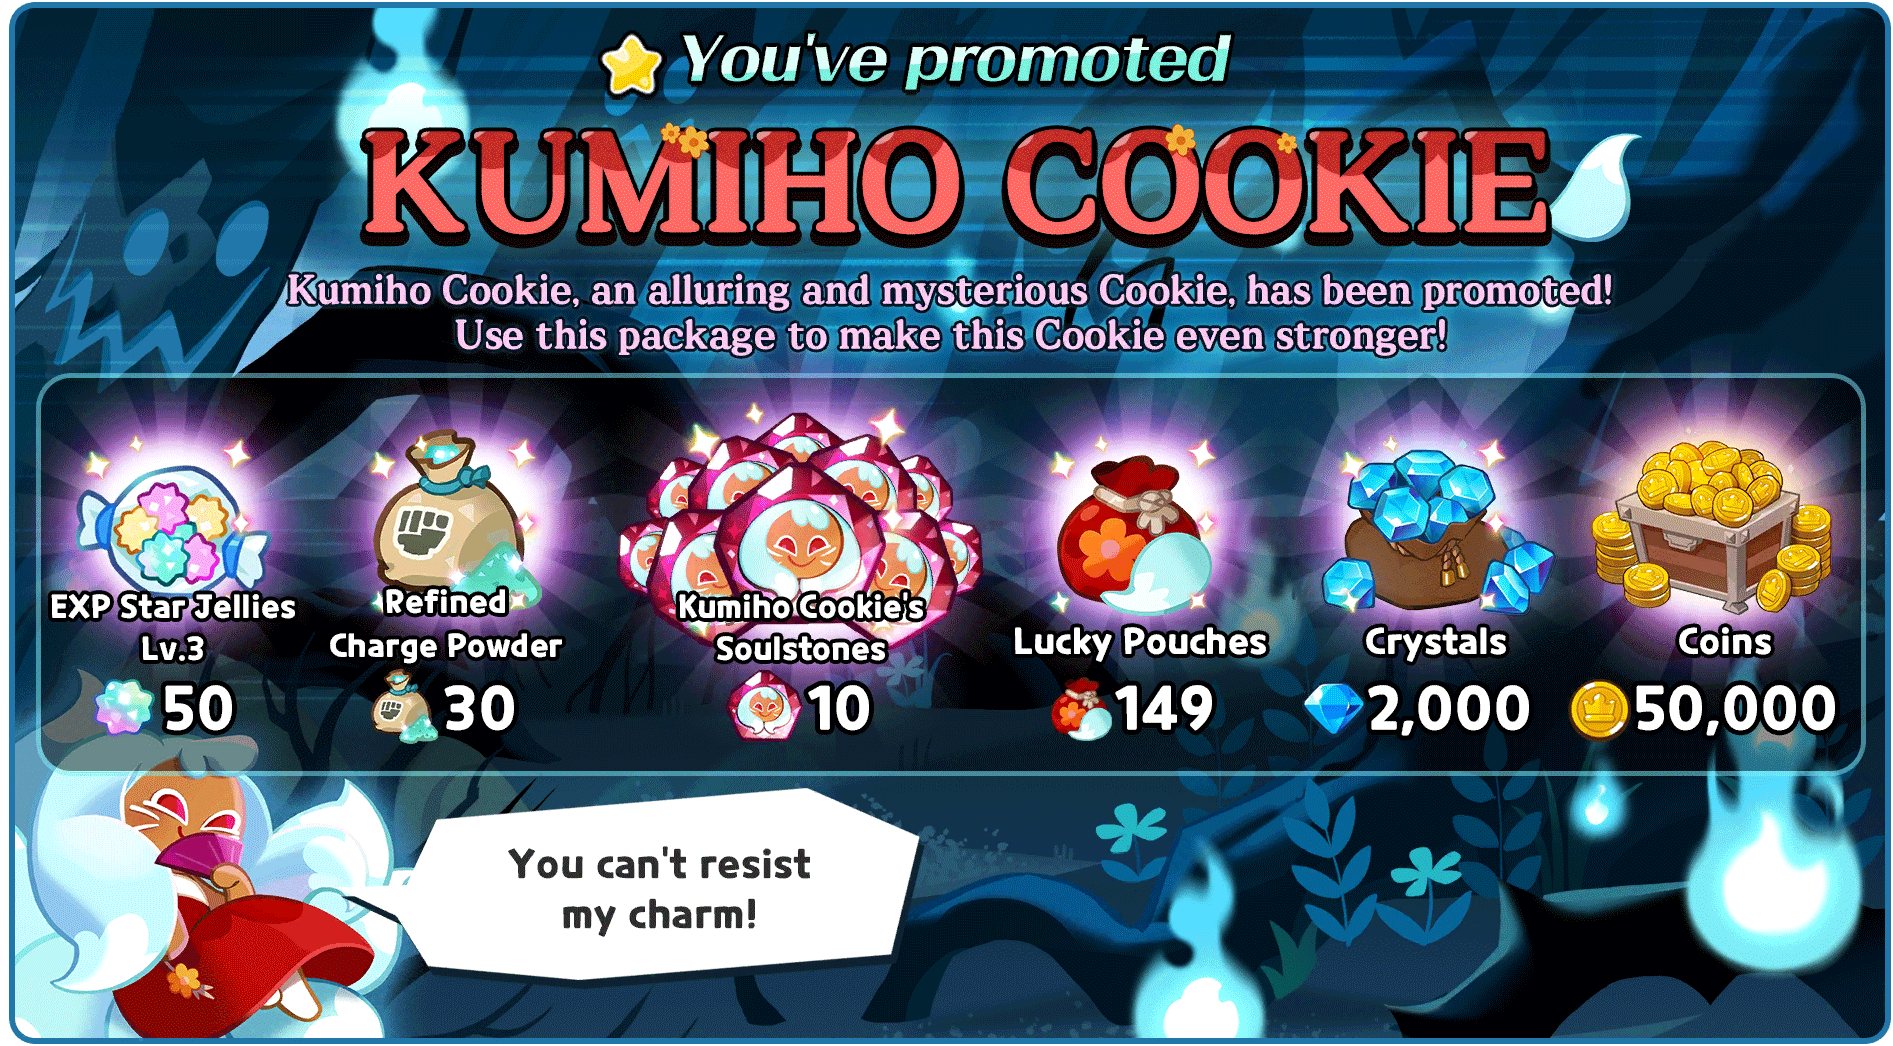 You've promoted
KUMIHO COOKIE
Kumiho Cookie, an alluring and mysterious Cookie, has been promoted!
Use this package to make this Cookie even stronger!
EXP Star Jellies
Lv.3
50
Refined
Charge Powder
30
Kumiho Cookie's
Soulstones
10
Lucky Pouches
149
Crystals
2,000
Coins
50,000
You can't resist
my charm!